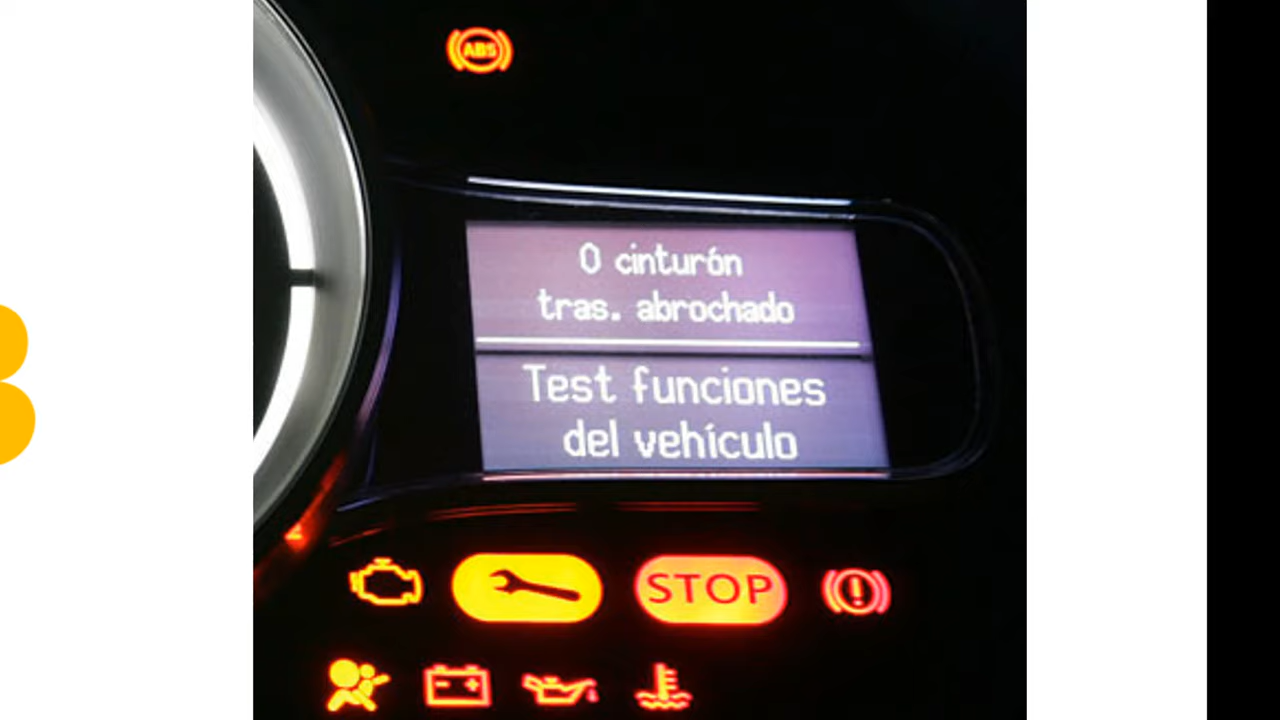 ABS
0 cinturón
tras. abrochado
Test funciones
del vehículo
STOP